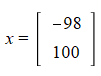 x = [ -98
100 ]